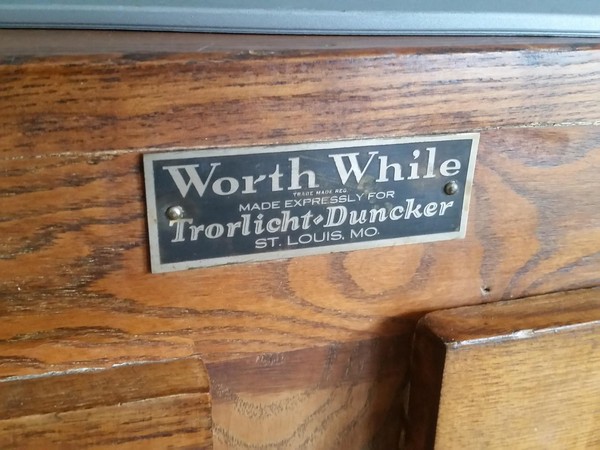 Worth While
TRADE MARK REG.
MADE EXPRESSLY FOR
Trorlicht-Duncker
ST. LOUIS, MO.